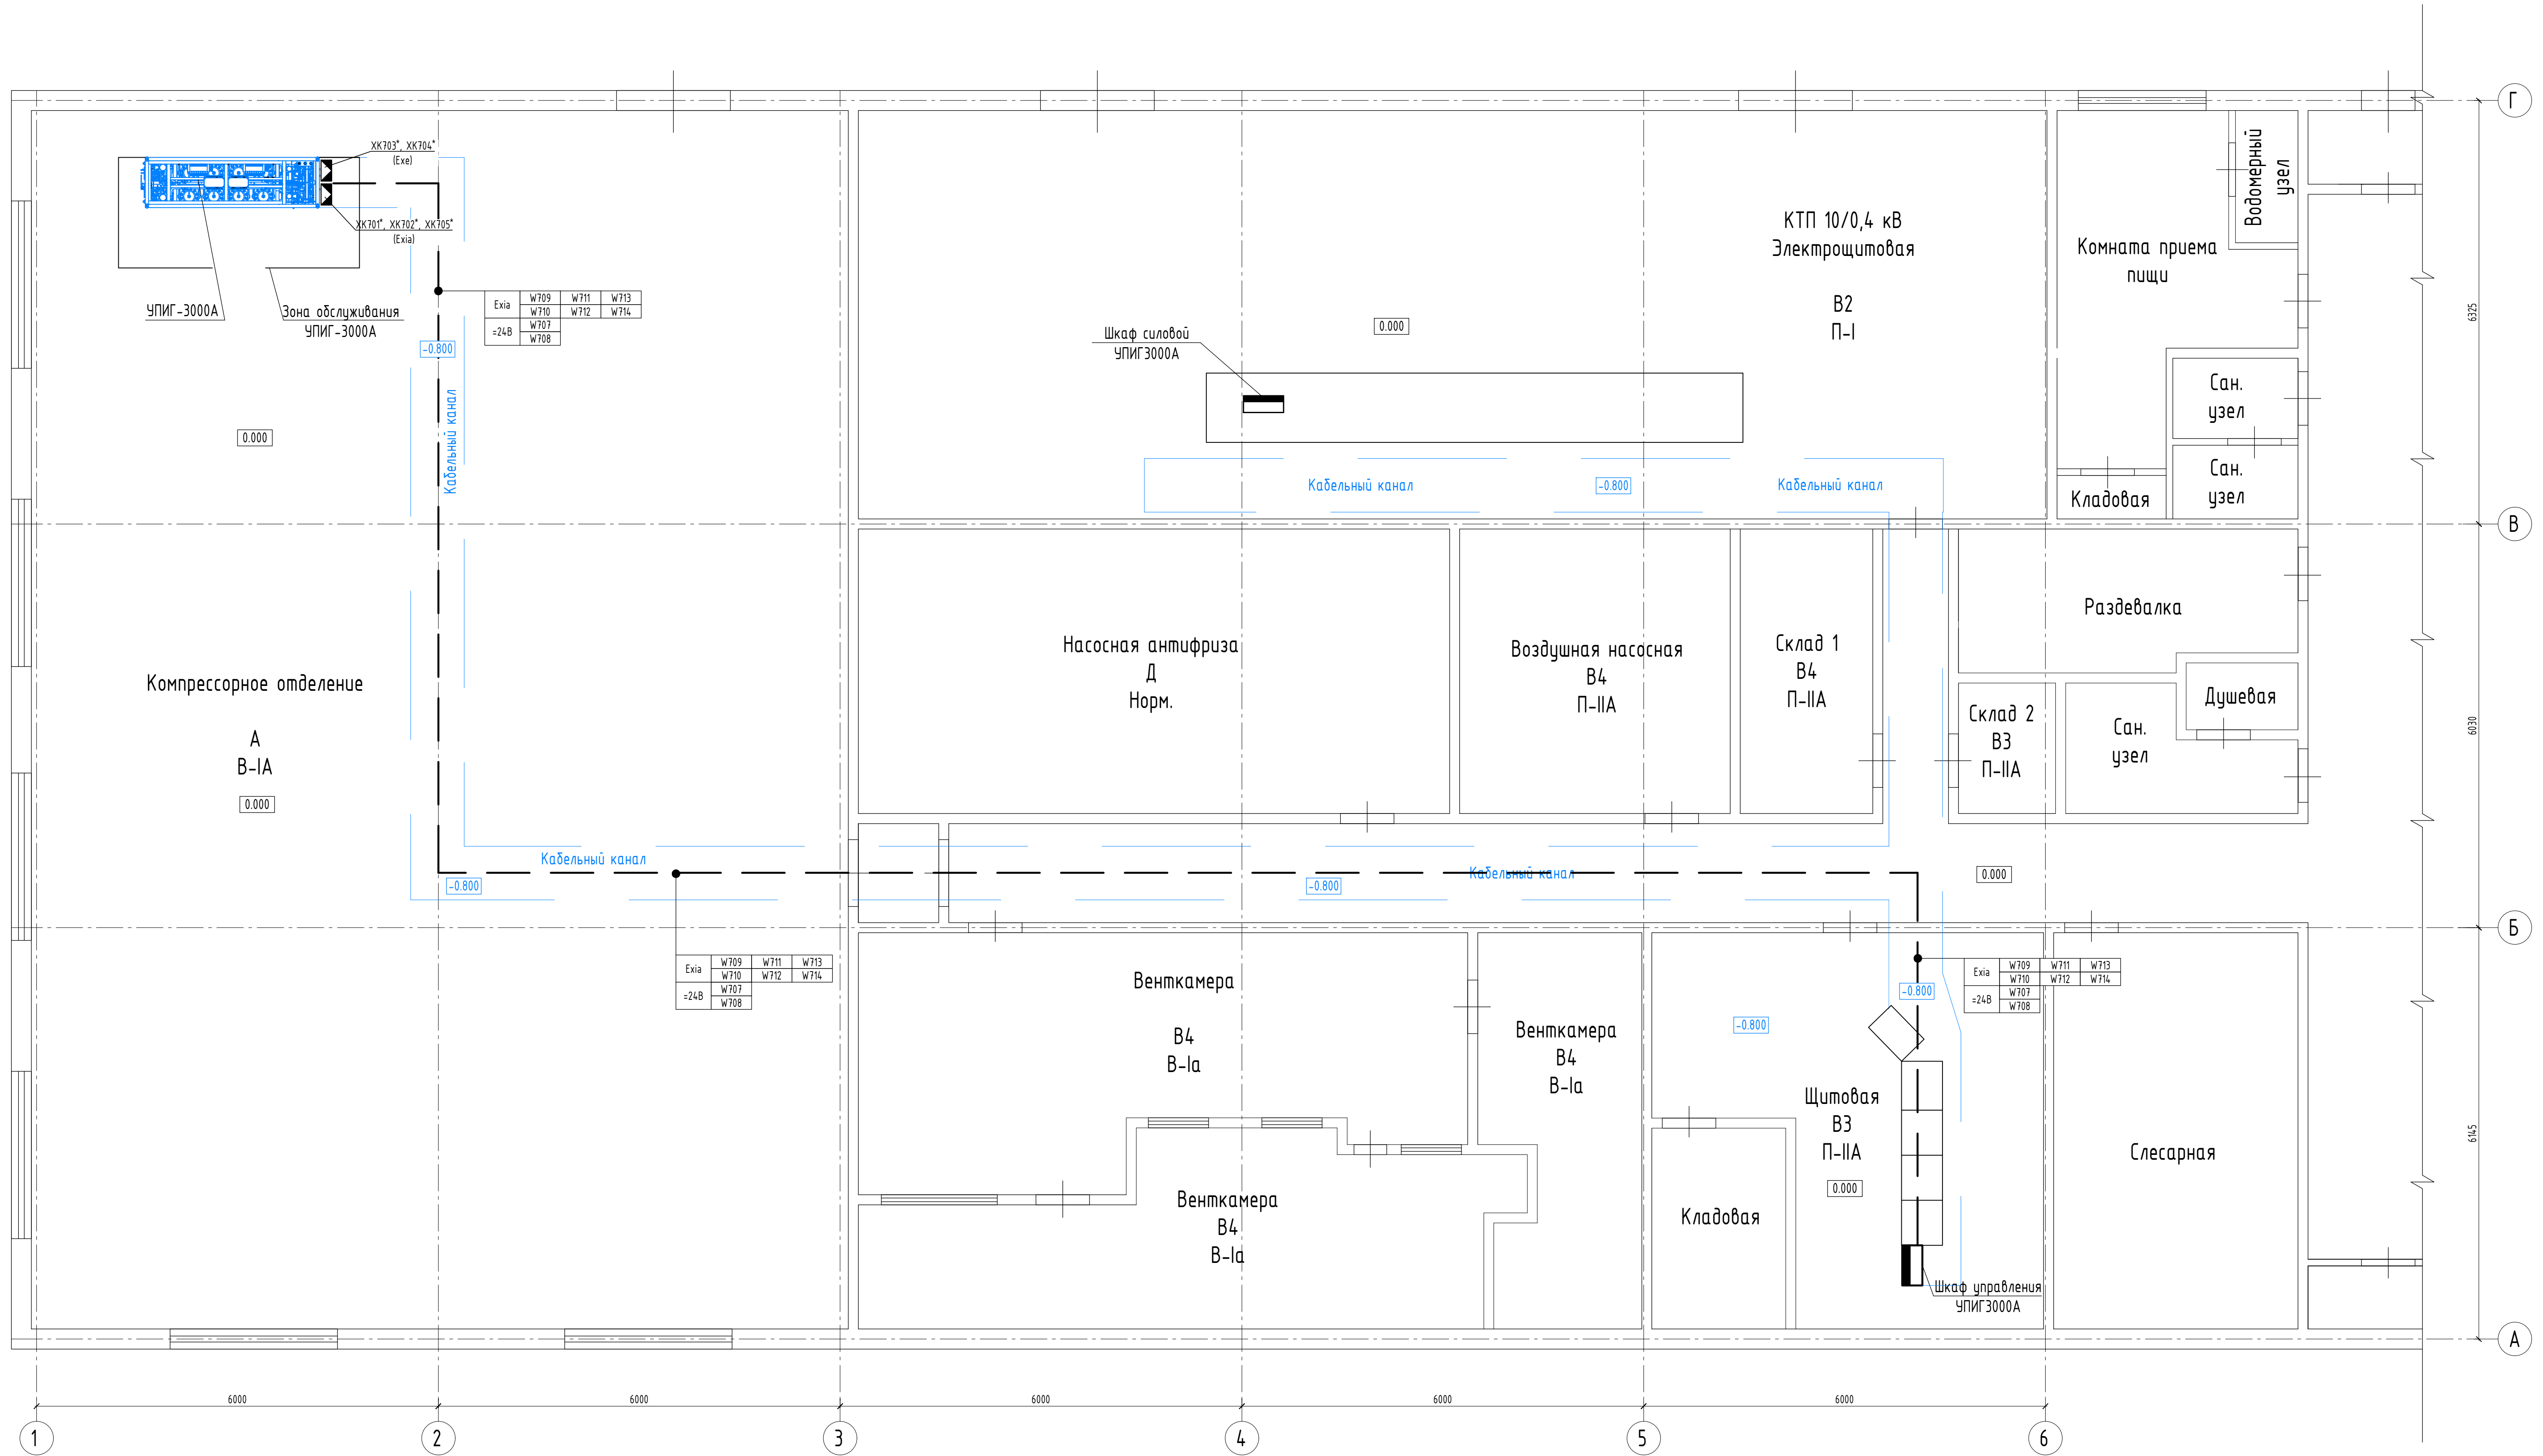 Г
ХК703*, ХК704*
(Exe)
ХК701*, ХК702*, ХК705*
(Exia)
УПИГ-3000А
Зона обслуживания
УПИГ-3000А
Exia
W709
W711
W713
W710
W712
W714
=24В
W707
W708
-0.800
Кабельный канал
0.000
КТП 10/0,4 кВ
Электрощитовая
В2
П-I
0.000
Шкаф силовой
УПИГ3000А
Кабельный канал
-0.800
Кабельный канал
Водомерный
узел
Комната приема
пищи
Сан.
узел
Сан.
узел
Кладовая
6325
В
Компрессорное отделение
А
В-IА
0.000
Насосная антифриза
Д
Норм.
Воздушная насосная
В4
П-IIА
Склад 1
В4
П-IIА
Раздевалка
Душевая
Склад 2
В3
П-IIА
Сан.
узел
6030
Кабельный канал
-0.800
-0.800
Кабельный канал
0.000
Б
Exia
W709
W711
W713
W710
W712
W714
=24В
W707
W708
Exia
W709
W711
W713
W710
W712
W714
=24В
W707
W708
Венткамера
В4
В-Iа
Венткамера
В4
В-Iа
Венткамера
В4
В-Iа
-0.800
-0.800
Щитовая
В3
П-IIА
0.000
Кладовая
Слесарная
Шкаф управления
УПИГ3000А
6145
А
6000
6000
6000
6000
6000
1
2
3
4
5
6